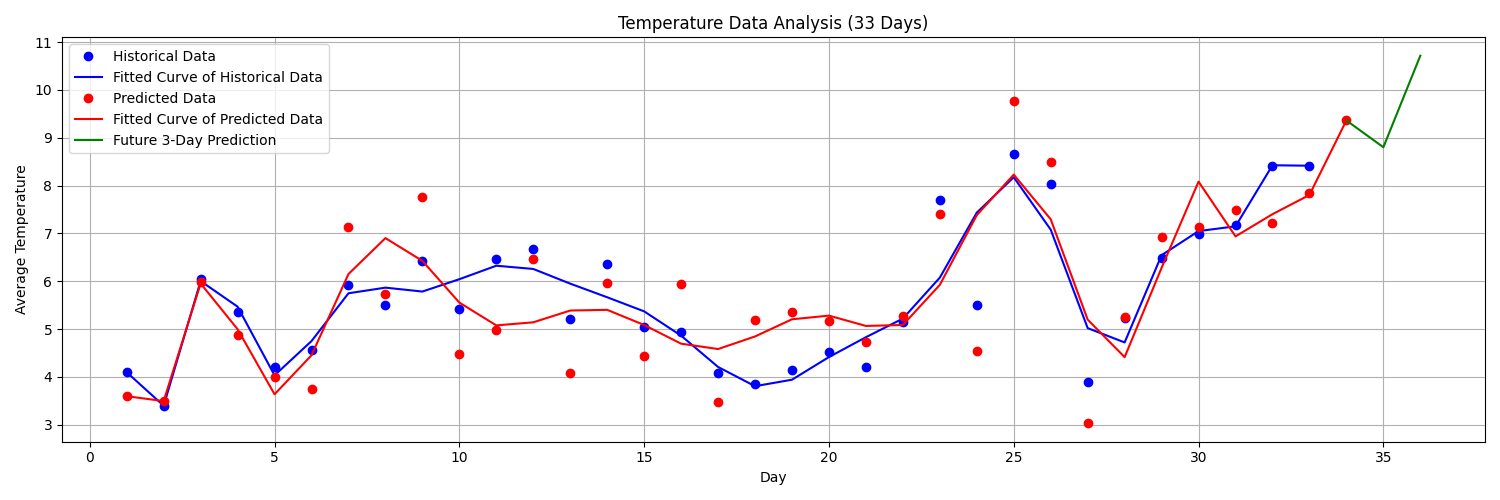 Temperature Data Analysis (33 Days)
Historical Data
Fitted Curve of Historical Data
Predicted Data
Fitted Curve of Predicted Data
Future 3-Day Prediction
Average Temperature
11
10
9
8
7
6
5
4
3
0 5 10 15 20 25 30 35
Day